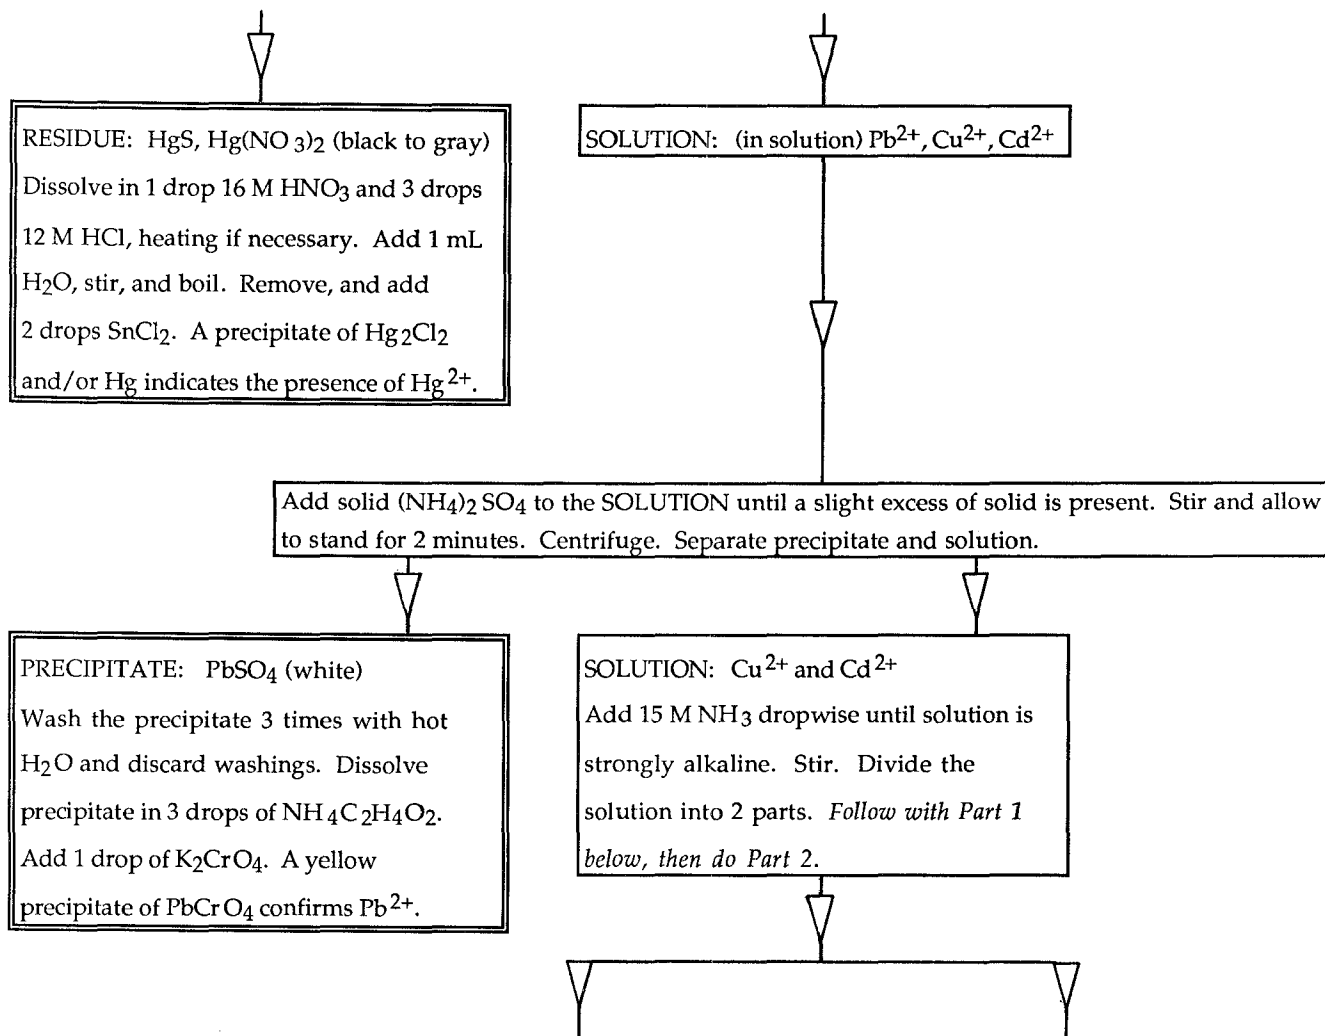 RESIDUE: HgS, Hg(NO3)2 (black to gray)
Dissolve in 1 drop 16 M HNO3 and 3 drops
12 M HCl, heating if necessary. Add 1 mL
H2O, stir, and boil. Remove, and add
2 drops SnCl2. A precipitate of Hg2Cl2
and/or Hg indicates the presence of Hg2+.
SOLUTION: (in solution) Pb2+, Cu2+, Cd2+
Add solid (NH4)2 SO4 to the SOLUTION until a slight excess of solid is present. Stir and allow
to stand for 2 minutes. Centrifuge. Separate precipitate and solution.
PRECIPITATE: PbSO4 (white)
Wash the precipitate 3 times with hot
H2O and discard washings. Dissolve
precipitate in 3 drops of NH4C2H4O2.
Add 1 drop of K2CrO4. A yellow
precipitate of PbCrO4 confirms Pb2+.
SOLUTION: Cu2+ and Cd2+
Add 15 M NH3 dropwise until solution is
strongly alkaline. Stir. Divide the
solution into 2 parts. Follow with Part 1
below, then do Part 2.